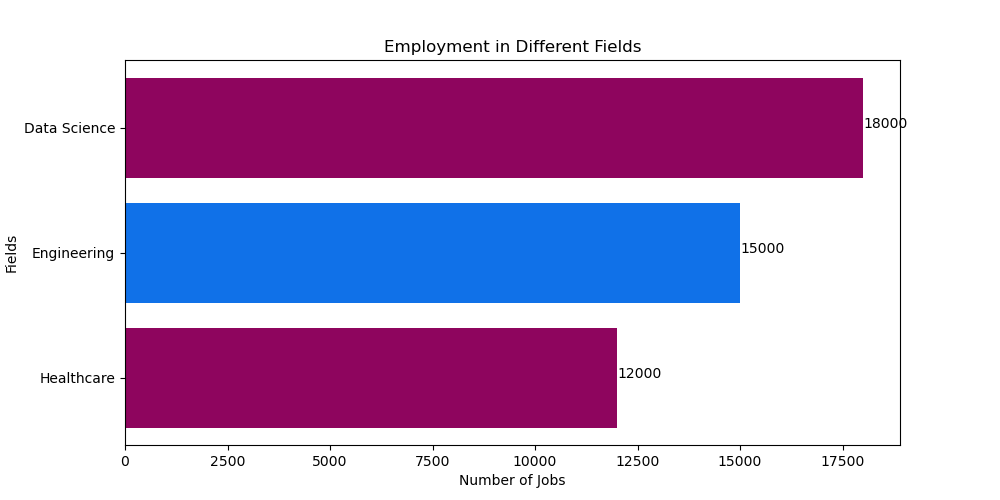 Employment in Different Fields
Data Science
18000
Engineering
15000
Healthcare
12000
Fields
0 2500 5000 7500 10000 12500 15000 17500
Number of Jobs